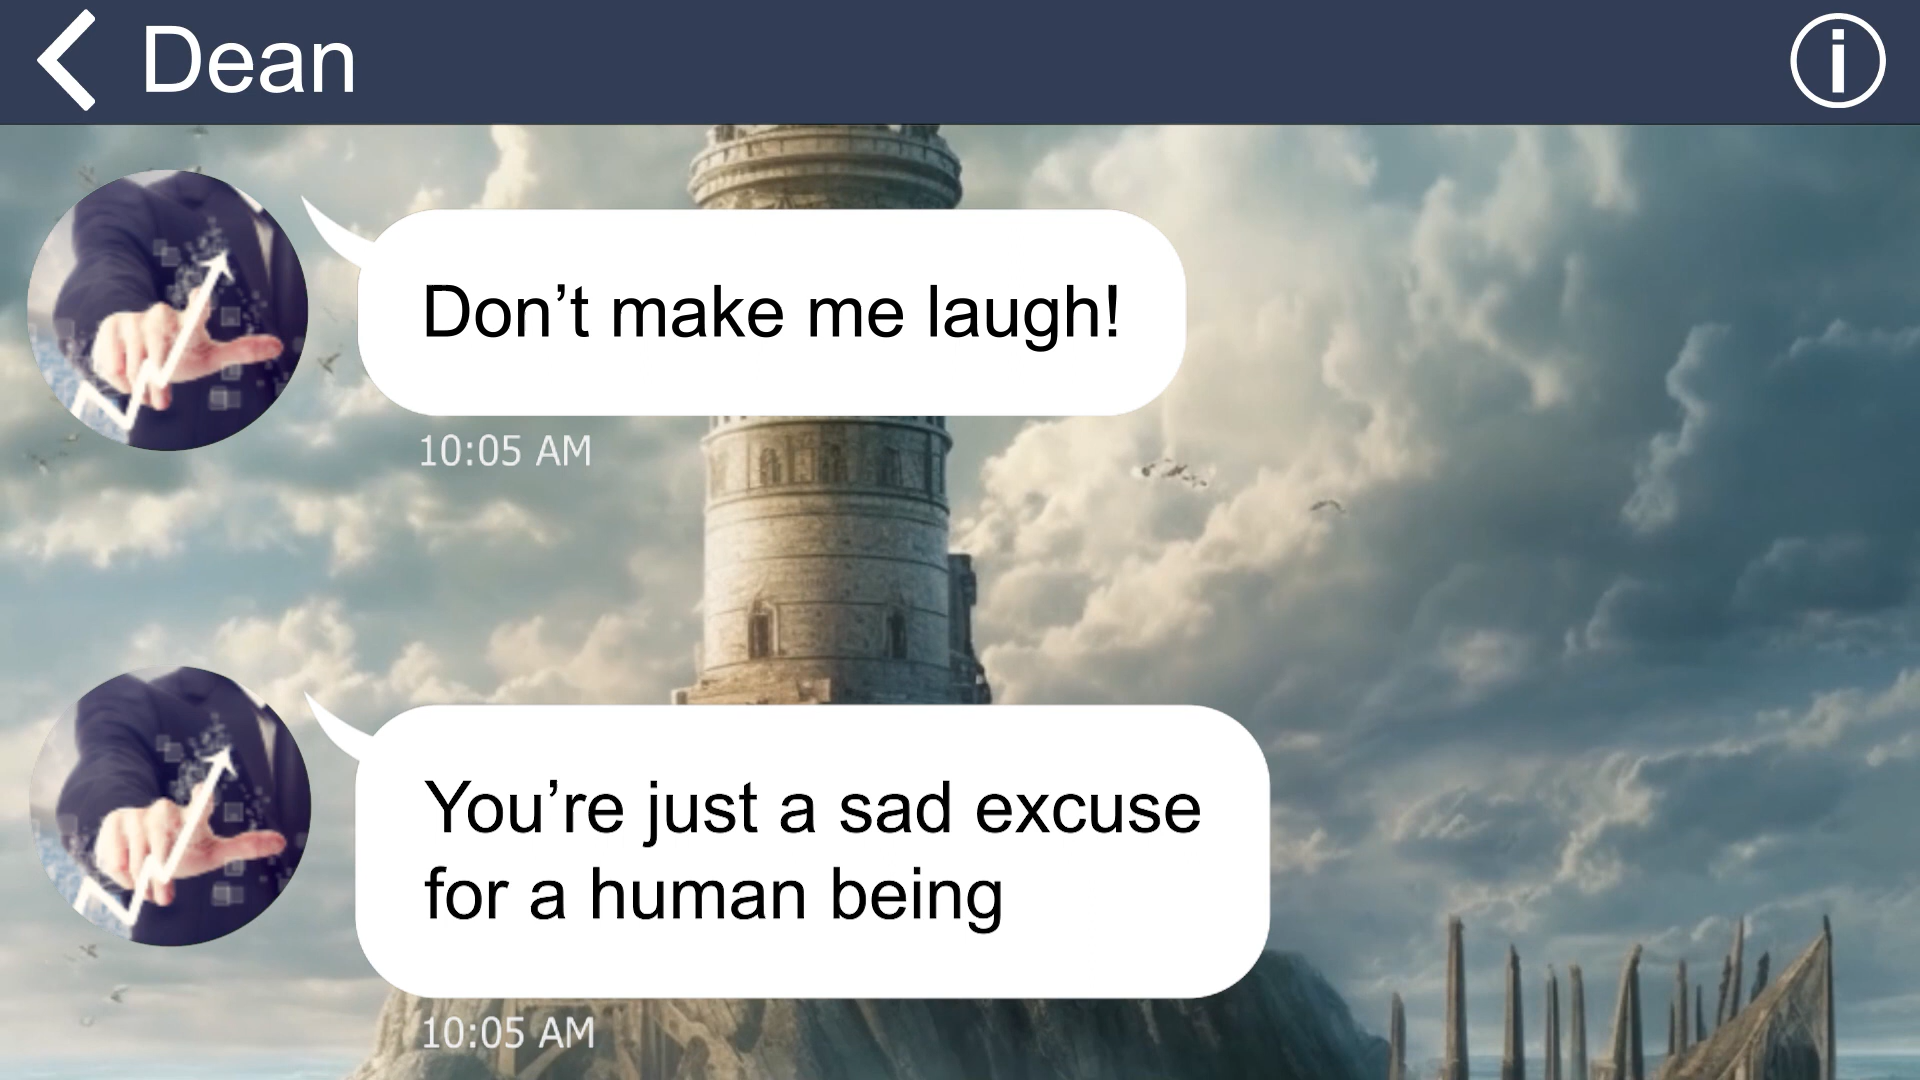 Dean
Don’t make me laugh!
10:05 AM
You’re just a sad excuse
for a human being
10:05 AM